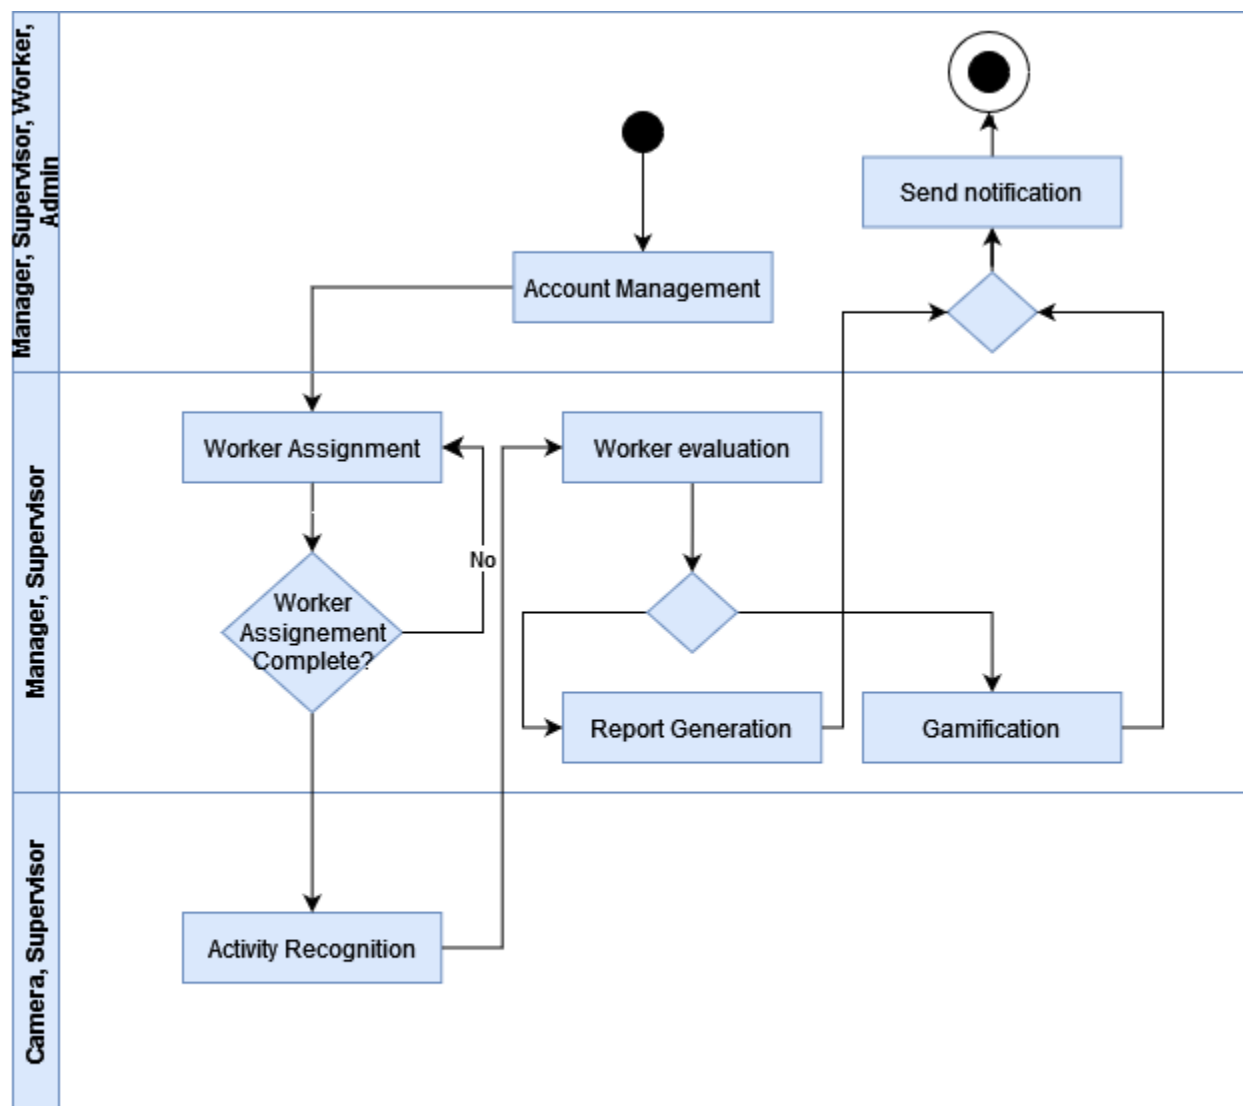 Manager, Supervisor, Worker,
Admin
Send notification
Account Management
Manager, Supervisor
Worker Assignment
Worker evaluation
No
Worker
Assignement
Complete?
Report Generation
Gamification
Camera, Supervisor
Activity Recognition